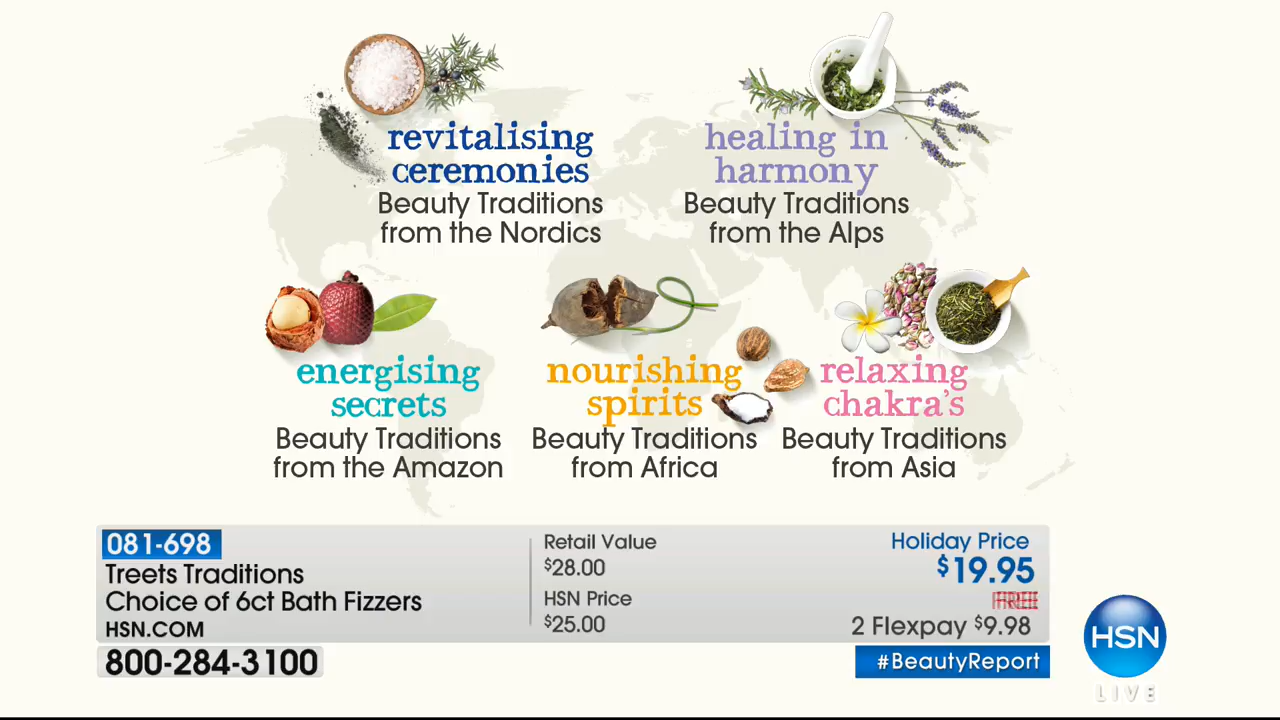 revitalising
ceremonies
Beauty Traditions
from the Nordics
healing in
harmony
Beauty Traditions
from the Alps
energising
secrets
Beauty Traditions
from the Amazon
nourishing
spirits
Beauty Traditions
from Africa
relaxing
chakra's
Beauty Traditions
from Asia
081-698
Treets Traditions
Choice of 6ct Bath Fizzers
HSN.COM
800-284-3100
Retail Value
$28.00
HSN Price
$25.00
Holiday Price
$19.95
2 Flexpay $9.98
#BeautyReport
HSN
LIVE